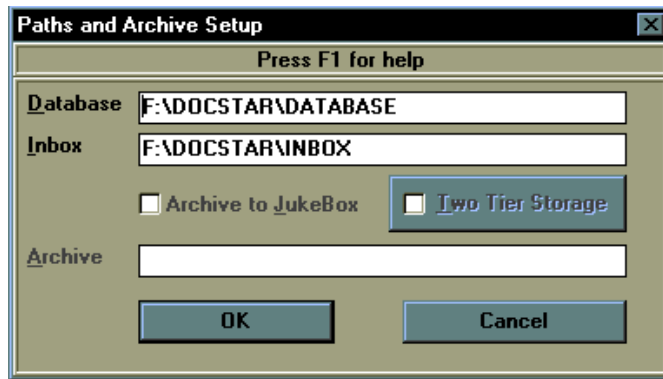 Paths and Archive Setup
Press F1 for help
Database F:\DOCSTAR\DATABASE
Inbox F:\DOCSTAR\INBOX
Archive to JukeBox Two Tier Storage
Archive
OK Cancel